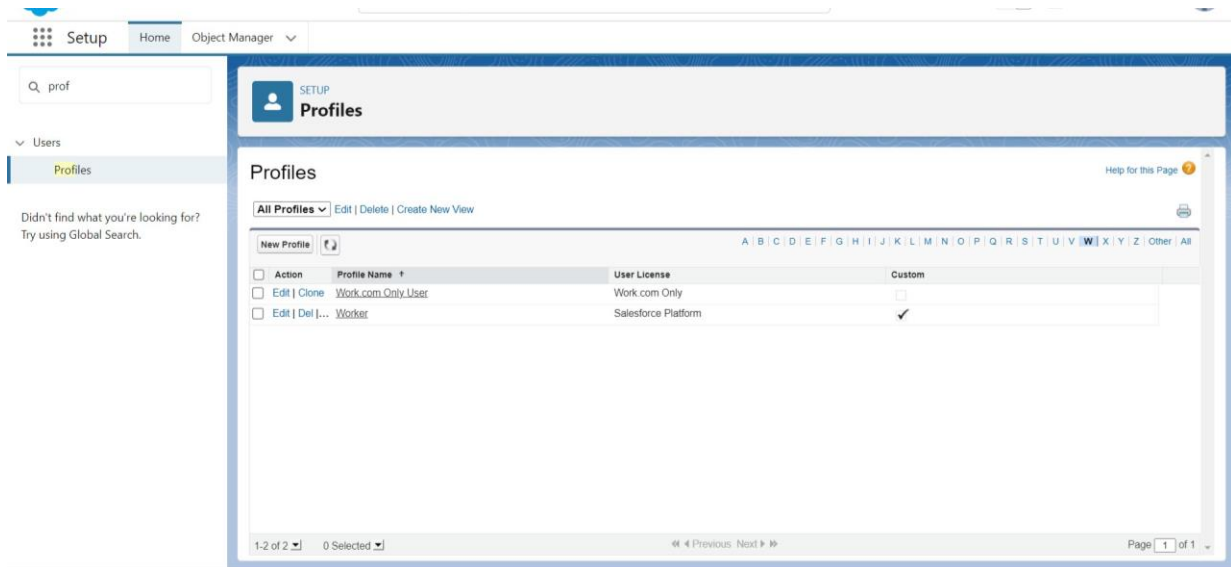 Setup
Home
Object Manager
prof
Users
Profiles
Didn't find what you're looking for?
Try using Global Search.
SETUP
Profiles
Profiles
Help for this Page
All Profiles Edit | Delete | Create New View
New Profile
A | B | C | D | E | F | G | H | I | J | K | L | M | N | O | P | Q | R | S | T | U | V | W | X | Y | Z | Other | All
Action Profile Name User License Custom
Edit | Clone Work.com Only User Work.com Only
Edit | Del |... Worker Salesforce Platform
1-2 of 2 0 Selected Previous Next Page 1 of 1